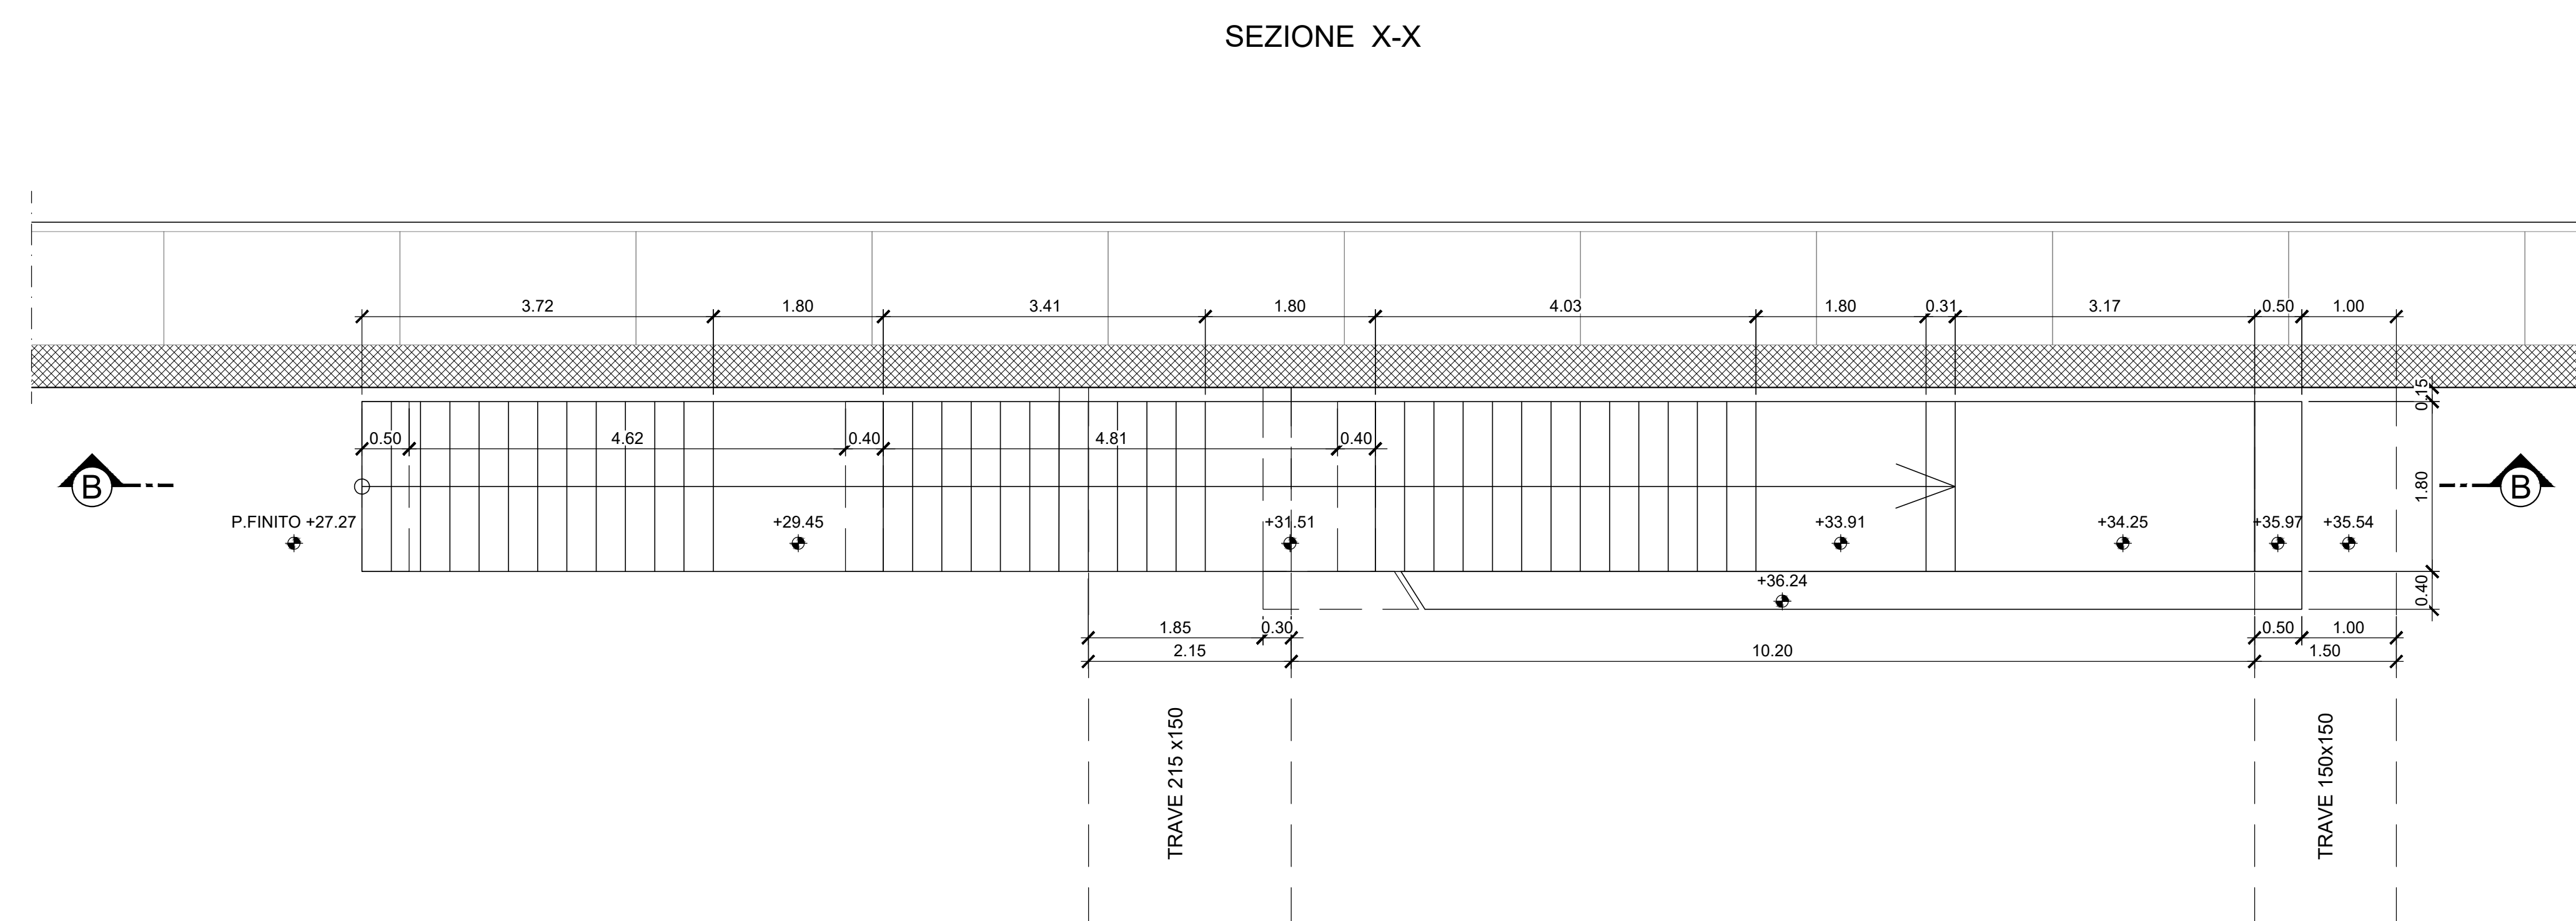 SEZIONE X-X
3.72 1.80 3.41 1.80 4.03 1.80 0.31 3.17 0.50 1.00
0.15
0.50 4.62 0.40 4.81 0.40
B
1.80
B
P.FINITO +27.27 +29.45 +31.51 +33.91 +34.25 +35.97 +35.54
+36.24
0.40
1.85 0.30 0.50 1.00
2.15 10.20 1.50
TRAVE 215 x150
TRAVE 150x150